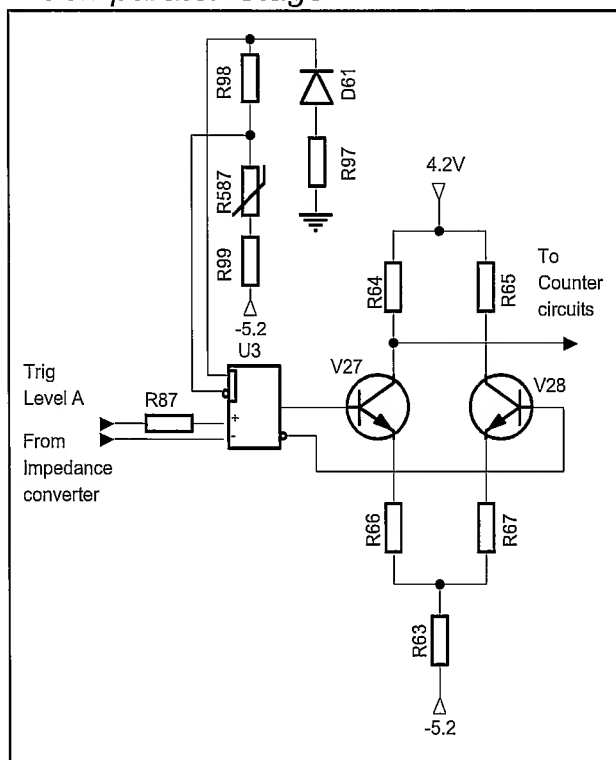 R98
D61
R587
R97
R99
-5.2
U3
4.2V
R64
R65
To
Counter
circuits
V27
V28
Trig
Level A
R87
+
-
From
Impedance
converter
R66
R67
R63
-5.2